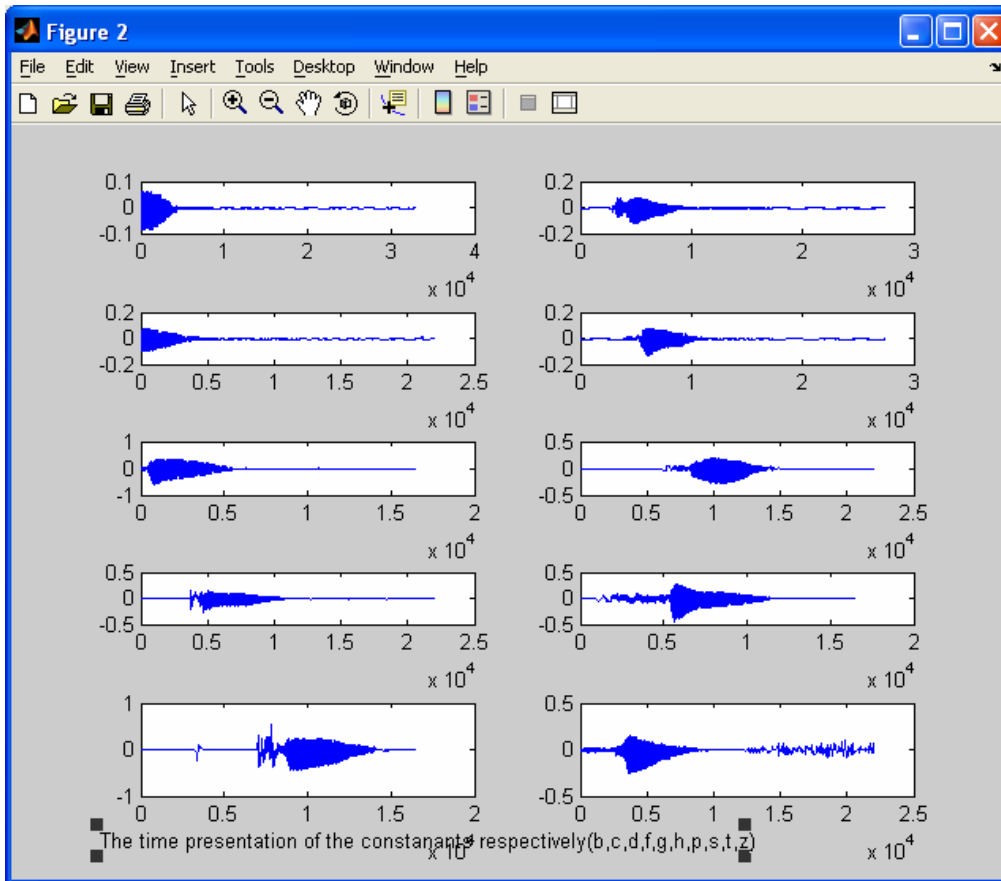 Figure 2
File Edit View Insert Tools Desktop Window Help
0.1
0
-0.1
0 1 2 3 4
x 10^4
0.2
0
-0.2
0 1 2 3
x 10^4
0.2
0
-0.2
0 0.5 1 1.5 2 2.5
x 10^4
0.2
0
-0.2
0 1 2 3
x 10^4
1
0
-1
0 0.5 1 1.5 2
x 10^4
0.5
0
-0.5
0 0.5 1 1.5 2 2.5
x 10^4
0.5
0
-0.5
0 0.5 1 1.5 2 2.5
x 10^4
0.5
0
-0.5
0 0.5 1 1.5 2
x 10^4
1
0
-1
0 0.5 1 1.5 2
x 10^4
0.5
0
-0.5
0 0.5 1 1.5 2 2.5
x 10^4
The time presentation of the constanants respectively(b,c,d,f,g,h,p,s,t,z)